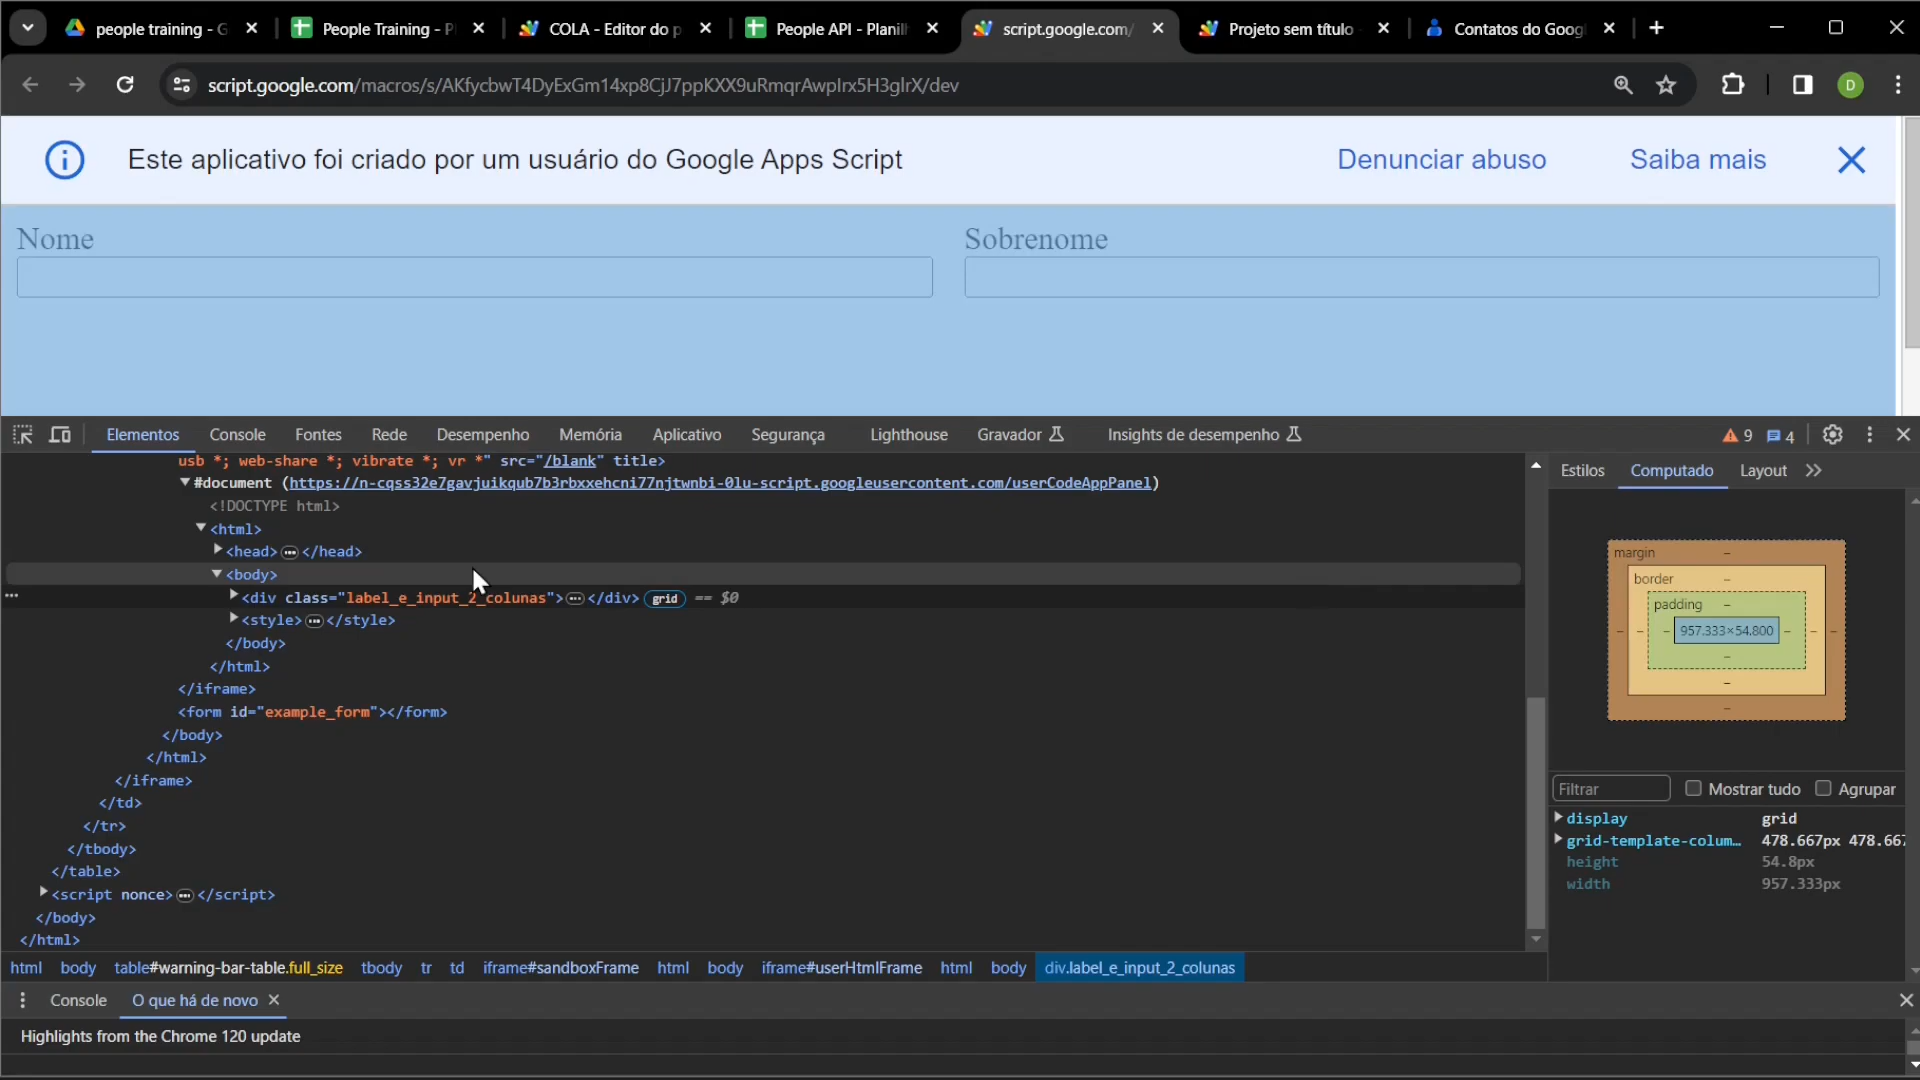 people training - G
People Training - Pl
COLA - Editor do p
People API - Planil
script.google.com/
Projeto sem título
Contatos do Goog
script.google.com/macros/s/AKfycbwT4DyExGm14xp8CjJ7ppKXX9uRmqrAwpIrx5H3glrX/dev
D
Este aplicativo foi criado por um usuário do Google Apps Script
Denunciar abuso
Saiba mais
Nome
Sobrenome
Elementos
Console
Fontes
Rede
Desempenho
Memória
Aplicativo
Segurança
Lighthouse
Gravador
Insights de desempenho
9
4
usb *; web-share *; vibrate *; vr *" src="/blank" title>
#document (https://n-cqss32e7gavjuikqub7b3rbxxehcni77njtwnbi-0lu-script.googleusercontent.com/userCodeAppPanel)
<!DOCTYPE html>
<html>
<head> … </head>
<body>
<div class="label_e_input_2_colunas"> … </div> grid == $0
<style> … </style>
</body>
</html>
</iframe>
<form id="example_form"></form>
</body>
</html>
</iframe>
</td>
</tr>
</tbody>
</table>
<script nonce> … </script>
</body>
</html>
Estilos
Computado
Layout
margin
border
padding
957.333×54.800
Filtrar
Mostrar tudo
Agrupar
display grid
grid-template-colum… 478.667px 478.667
height 54.8px
width 957.333px
html body table#warning-bar-table.full_size tbody tr td iframe#sandboxFrame html body iframe#userHtmlFrame html body div.label_e_input_2_colunas
Console
O que há de novo
Highlights from the Chrome 120 update